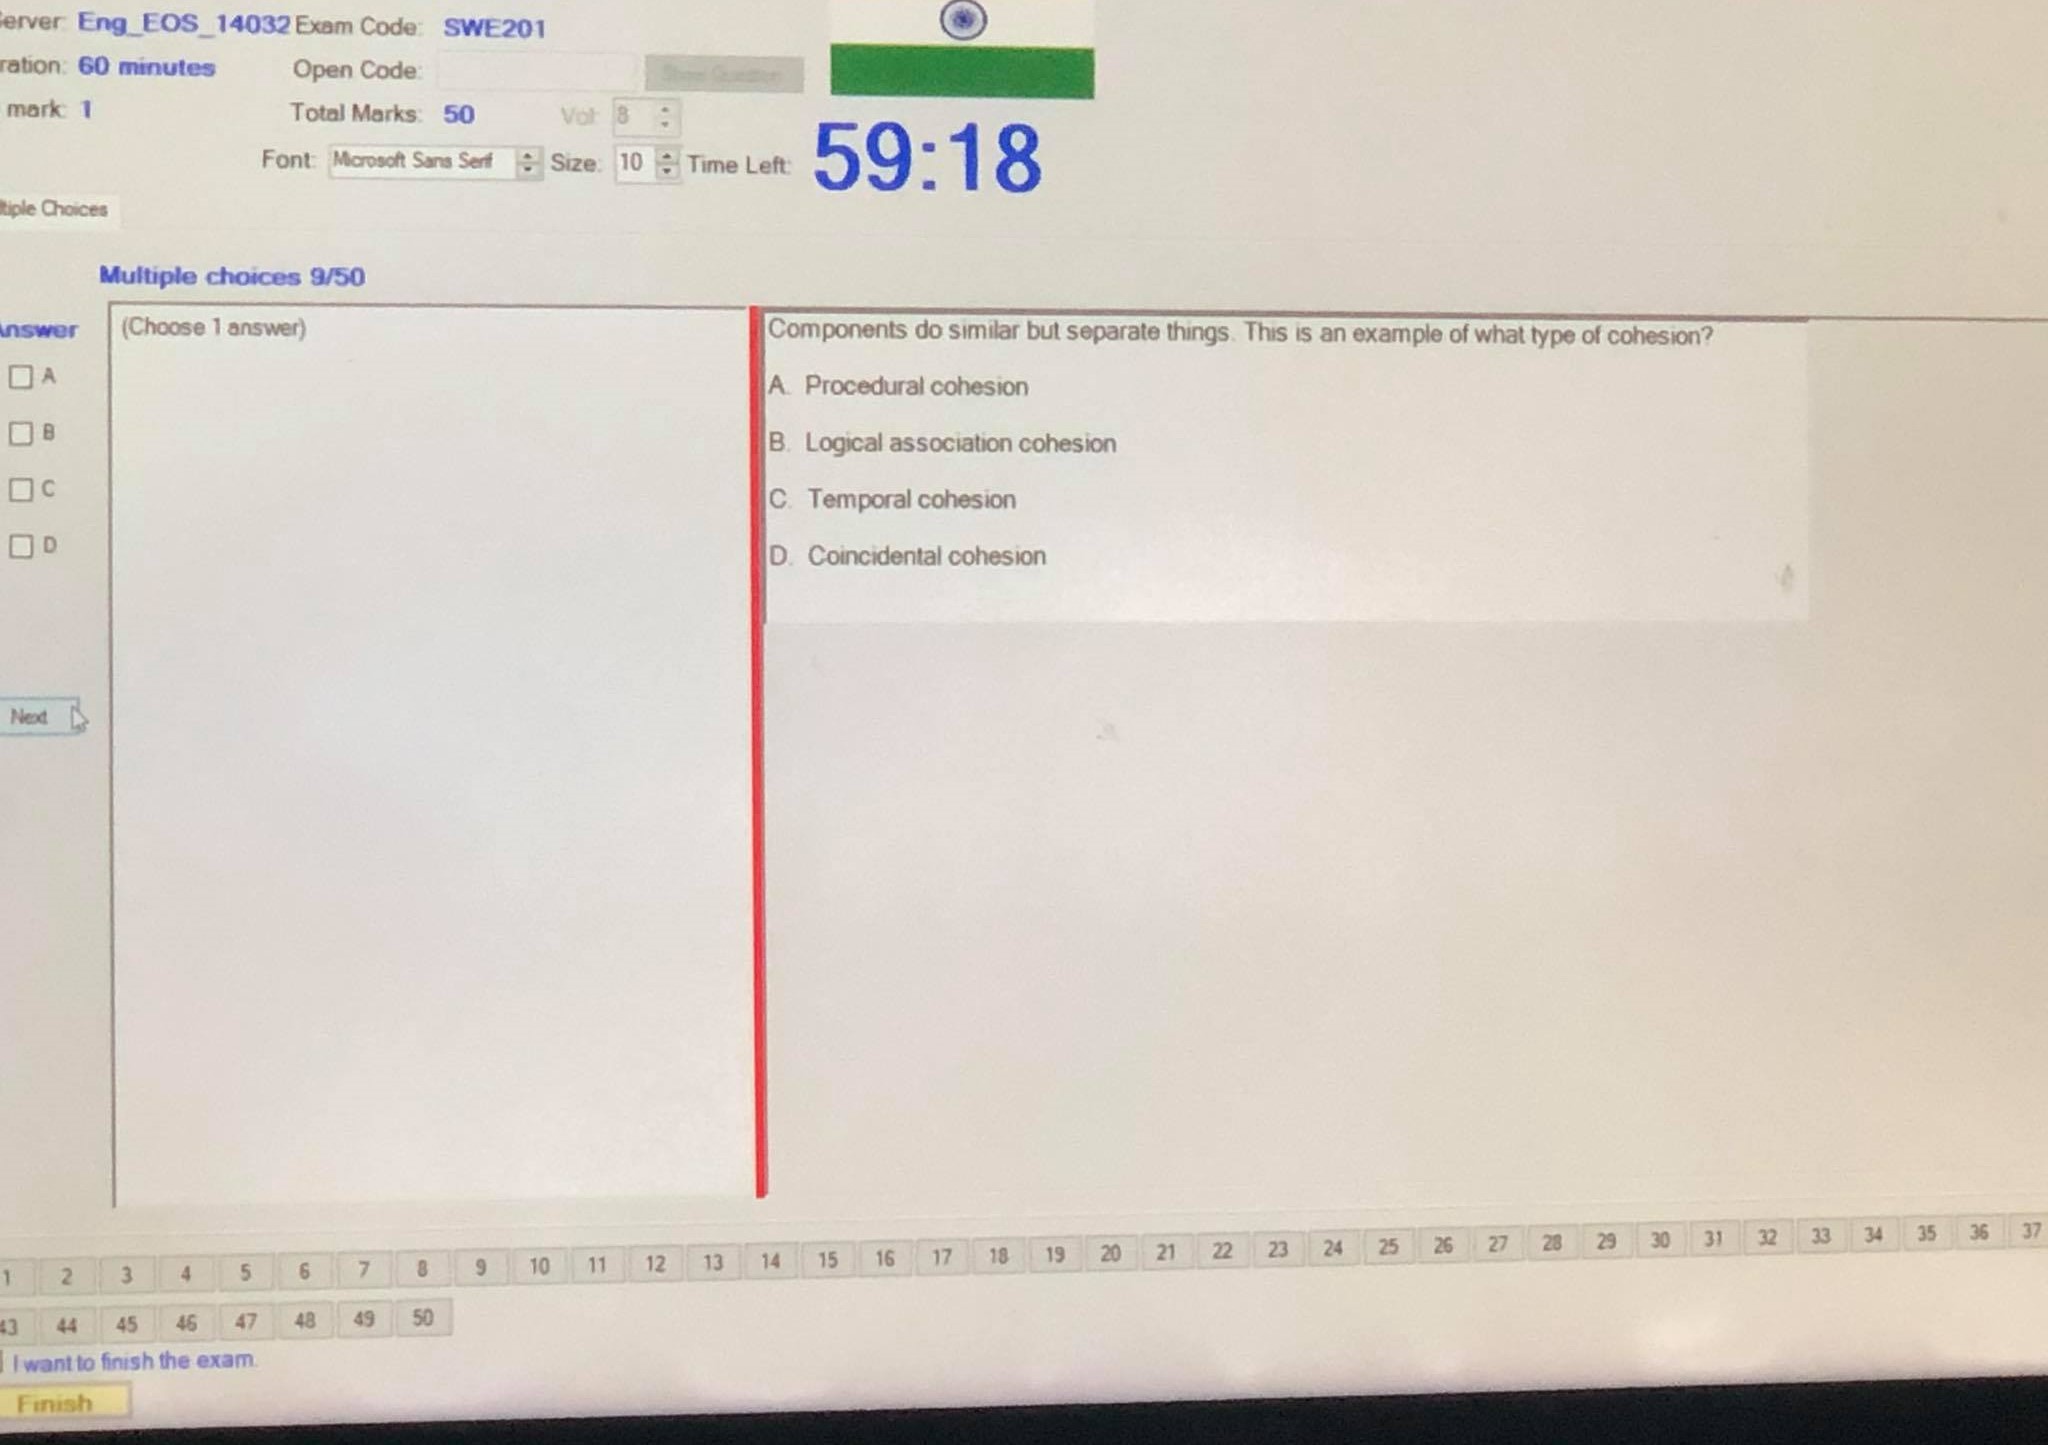 erver: Eng_EOS_14032 Exam Code: SWE201
ration: 60 minutes Open Code: Show Question
mark: 1 Total Marks: 50 Vol: 8
Font: Microsoft Sans Serif Size: 10 Time Left: 59:18
tiple Choices
Multiple choices 9/50
Answer
A
B
C
D
Next
(Choose 1 answer)
Components do similar but separate things. This is an example of what type of cohesion?
A. Procedural cohesion
B. Logical association cohesion
C. Temporal cohesion
D. Coincidental cohesion
1 2 3 4 5 6 7 8 9 10 11 12 13 14 15 16 17 18 19 20 21 22 23 24 25 26 27 28 29 30 31 32 33 34 35 36 37
43 44 45 46 47 48 49 50
I want to finish the exam.
Finish